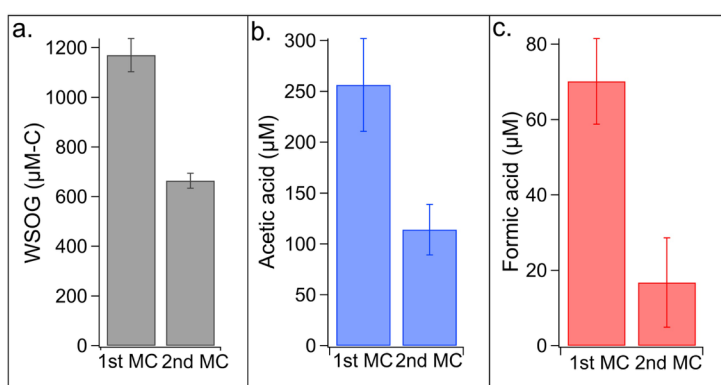 a.
WSOG (µM-C)
1200
1000
800
600
400
200
0
1st MC 2nd MC
b.
Acetic acid (µM)
300
250
200
150
100
50
0
1st MC 2nd MC
c.
Formic acid (µM)
80
60
40
20
0
1st MC 2nd MC